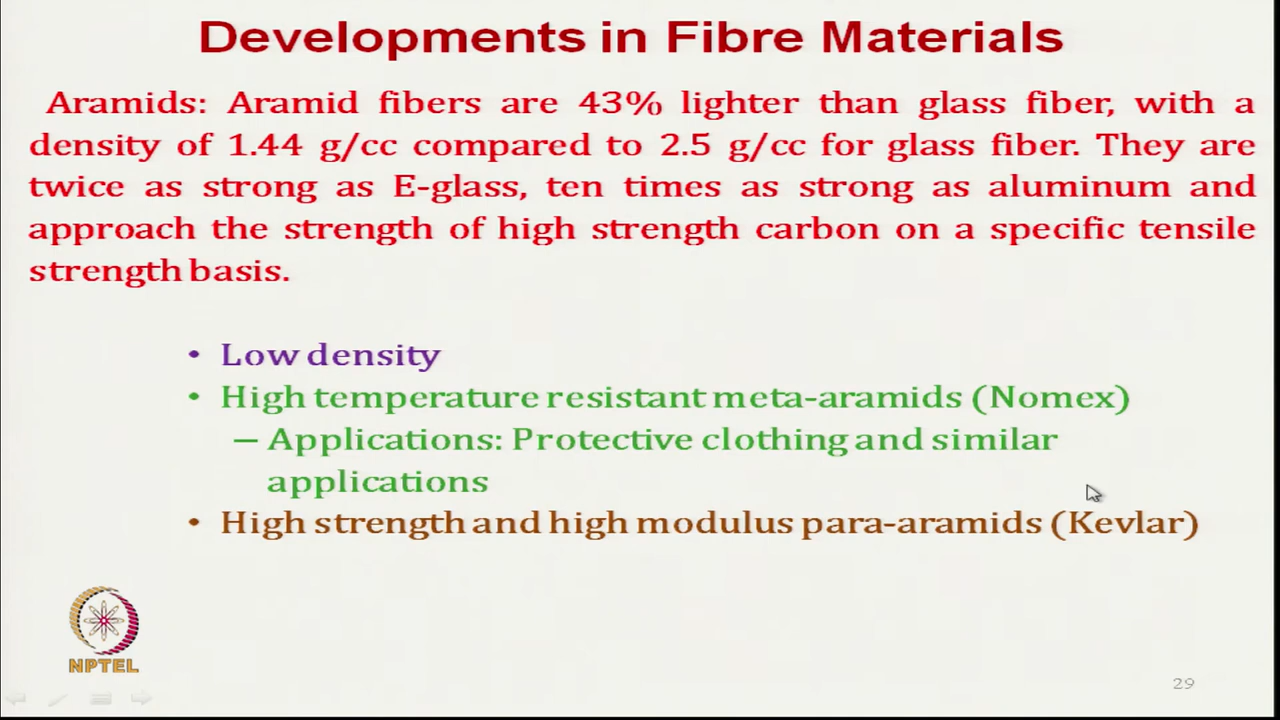 Developments in Fibre Materials
Aramids: Aramid fibers are 43% lighter than glass fiber, with a
density of 1.44 g/cc compared to 2.5 g/cc for glass fiber. They are
twice as strong as E-glass, ten times as strong as aluminum and
approach the strength of high strength carbon on a specific tensile
strength basis.
• Low density
• High temperature resistant meta-aramids (Nomex)
– Applications: Protective clothing and similar
applications
• High strength and high modulus para-aramids (Kevlar)
NPTEL
29